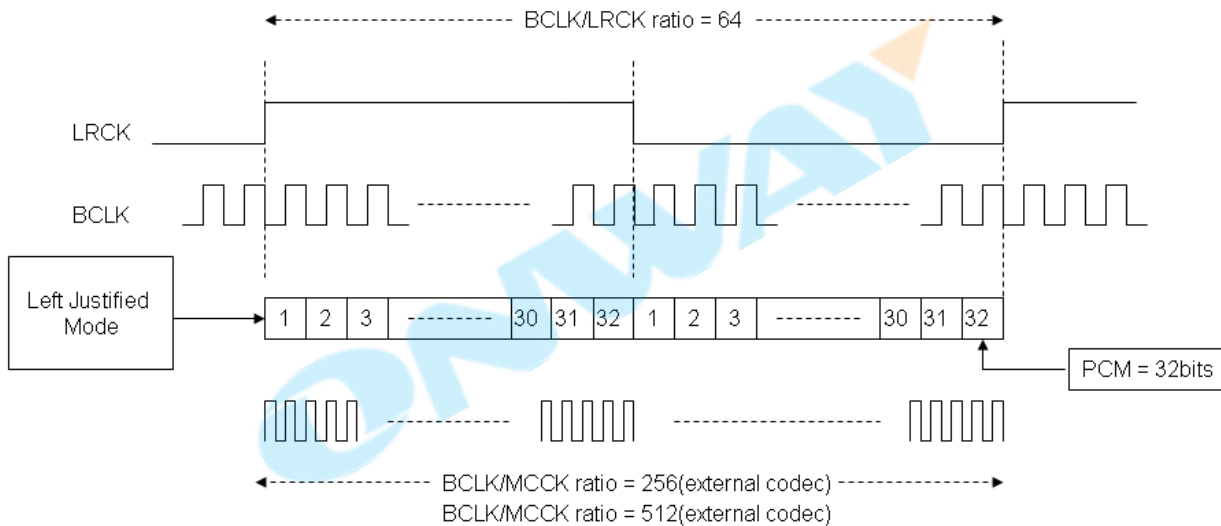 BCLK/LRCK ratio = 64
LRCK
BCLK
Left Justified
Mode
1 2 3 30 31 32 1 2 3 30 31 32
PCM = 32bits
BCLK/MCCK ratio = 256(external codec)
BCLK/MCCK ratio = 512(external codec)
ONWAY